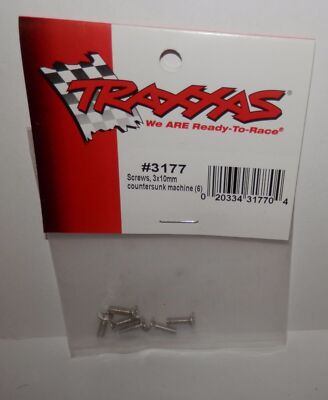 TRAXXAS®
We ARE Ready-To-Race®
#3177
Screws, 3x10mm
countersunk machine (6)
0 20334 31770 4